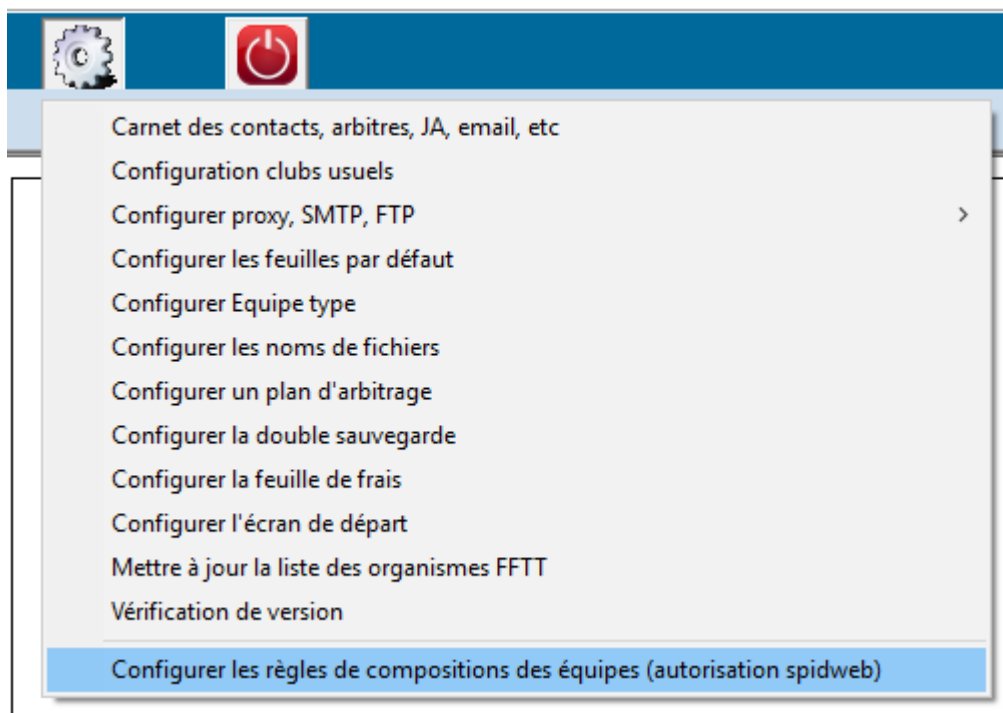 Carnet des contacts, arbitres, JA, email, etc
Configuration clubs usuels
Configurer proxy, SMTP, FTP
Configurer les feuilles par défaut
Configurer Equipe type
Configurer les noms de fichiers
Configurer un plan d'arbitrage
Configurer la double sauvegarde
Configurer la feuille de frais
Configurer l'écran de départ
Mettre à jour la liste des organismes FFTT
Vérification de version
Configurer les règles de compositions des équipes (autorisation spidweb)